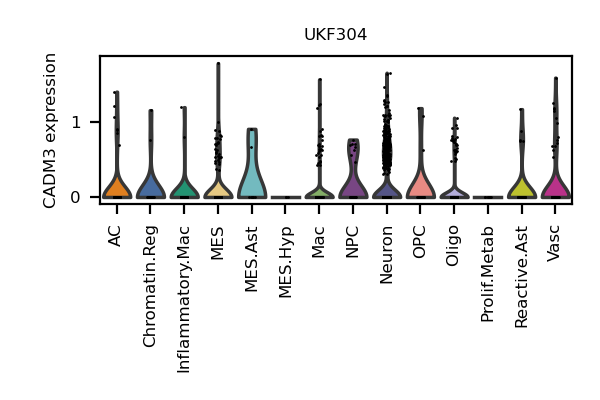 UKF304
CADM3 expression
1
0
AC
Chromatin.Reg
Inflammatory.Mac
MES
MES.Ast
MES.Hyp
Mac
NPC
Neuron
OPC
Oligo
Prolif.Metab
Reactive.Ast
Vasc